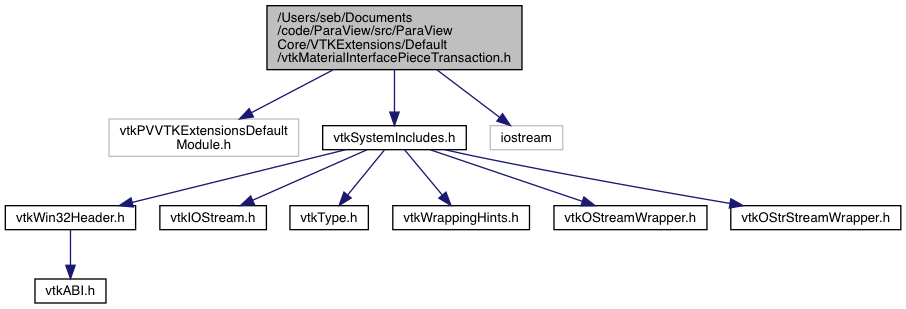 /Users/seb/Documents
/code/ParaView/src/ParaView
Core/VTKExtensions/Default
/vtkMaterialInterfacePieceTransaction.h
vtkPVVTKExtensionsDefault
Module.h
vtkSystemIncludes.h
iostream
vtkWin32Header.h
vtkIOStream.h
vtkType.h
vtkWrappingHints.h
vtkOStreamWrapper.h
vtkOStrStreamWrapper.h
vtkABI.h